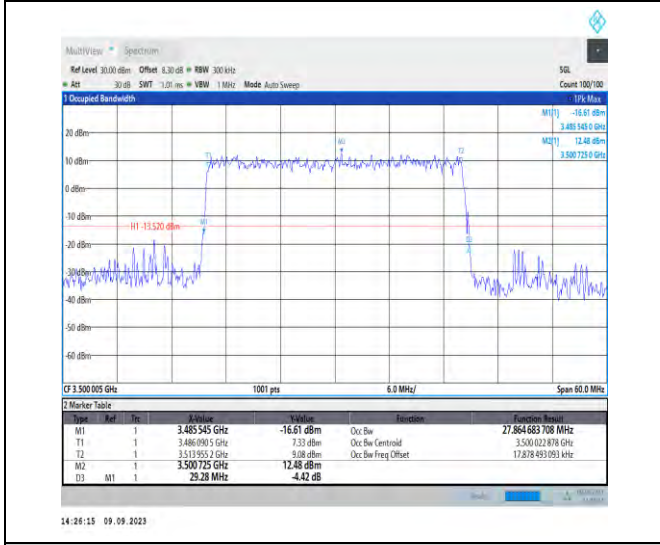 MultiView Spectrum
Ref Level 30.00 dBm Offset 8.30 dB RBW 300 kHz SGL
Att 30 dB SWT 1.01 ms VBW 1 MHz Mode Auto Sweep Count 100/100
1 Occupied Bandwidth 1Pk Max
M1[1] -16.61 dBm
3.485 545 0 GHz
M2[1] 12.48 dBm
3.500 725 0 GHz
20 dBm
M2
T1
T2
10 dBm
0 dBm
-10 dBm
M1
H1 -13.520 dBm
D3
-20 dBm
-30 dBm
-40 dBm
-50 dBm
-60 dBm
CF 3.500 005 GHz 1001 pts 6.0 MHz/ Span 60.0 MHz
2 Marker Table
Type Ref Trc X-Value Y-Value Function Function Result
M1 1 3.485 545 GHz -16.61 dBm Occ Bw 27.864 683 708 MHz
T1 1 3.486 090 5 GHz 7.33 dBm Occ Bw Centroid 3.500 022 878 GHz
T2 1 3.513 955 2 GHz 9.08 dBm Occ Bw Freq Offset 17.878 493 093 kHz
M2 1 3.500 725 GHz 12.48 dBm
D3 M1 1 29.28 MHz -4.42 dB
Ready
14:26:15 09.09.2023